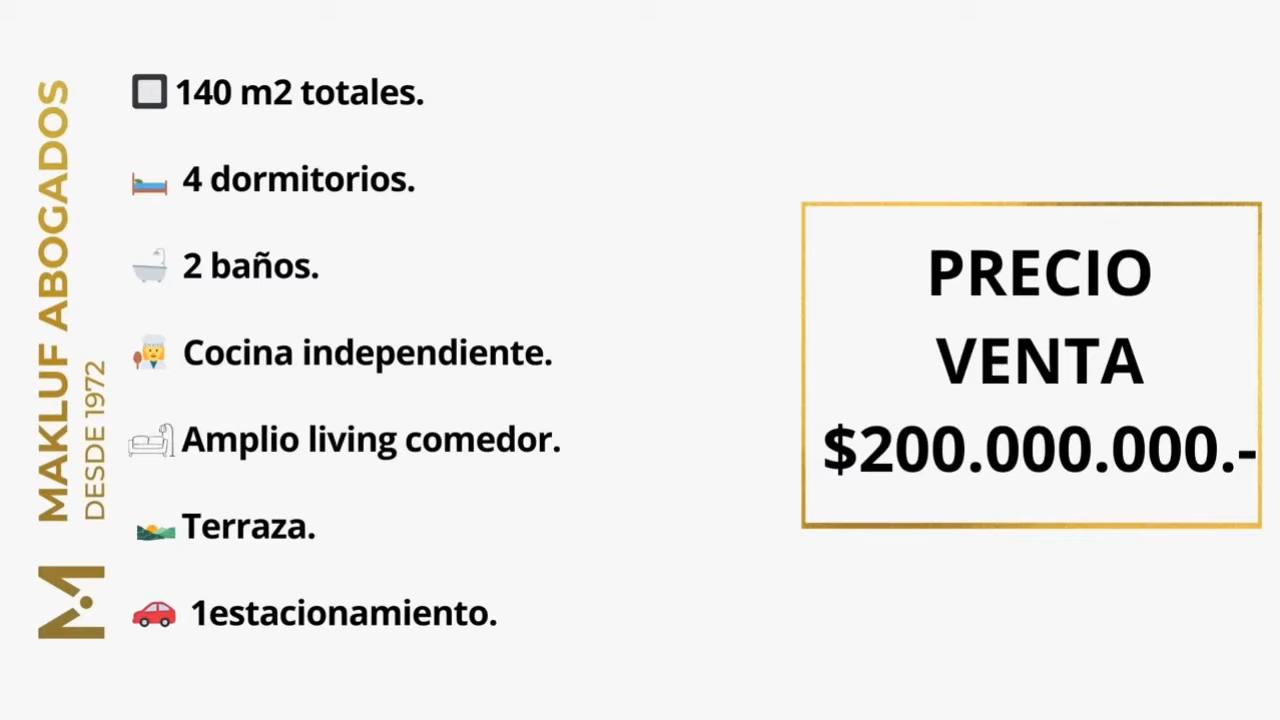 MAKLUF ABOGADOS
DESDE 1972
140 m2 totales.
4 dormitorios.
2 baños.
Cocina independiente.
Amplio living comedor.
Terraza.
1estacionamiento.
PRECIO
VENTA
$200.000.000.-